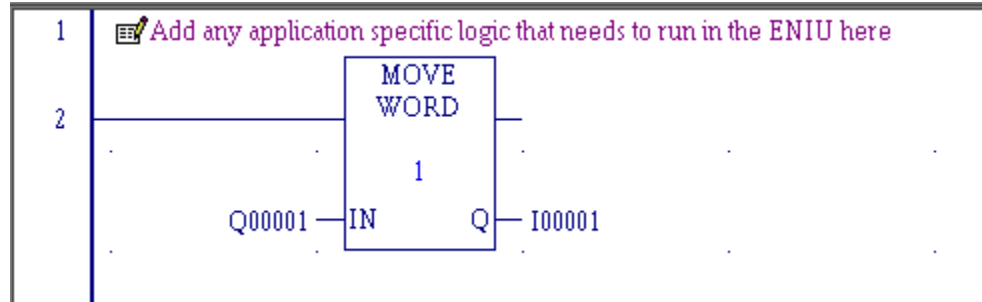 1 Add any application specific logic that needs to run in the ENIU here
MOVE
2 WORD
1
Q00001 IN Q I00001